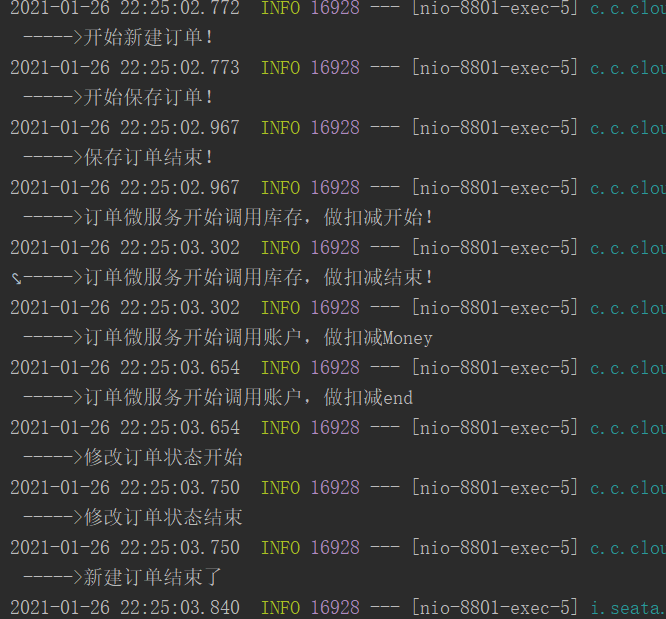 2021-01-26 22:25:02.772  INFO 16928 --- [nio-8801-exec-5] c.c.clou
----->开始新建订单!
2021-01-26 22:25:02.773  INFO 16928 --- [nio-8801-exec-5] c.c.clou
----->开始保存订单!
2021-01-26 22:25:02.967  INFO 16928 --- [nio-8801-exec-5] c.c.clou
----->保存订单结束!
2021-01-26 22:25:02.967  INFO 16928 --- [nio-8801-exec-5] c.c.clou
----->订单微服务开始调用库存，做扣减开始!
2021-01-26 22:25:03.302  INFO 16928 --- [nio-8801-exec-5] c.c.clou
----->订单微服务开始调用库存，做扣减结束!
2021-01-26 22:25:03.302  INFO 16928 --- [nio-8801-exec-5] c.c.clou
----->订单微服务开始调用账户，做扣减Money
2021-01-26 22:25:03.654  INFO 16928 --- [nio-8801-exec-5] c.c.clou
----->订单微服务开始调用账户，做扣减end
2021-01-26 22:25:03.654  INFO 16928 --- [nio-8801-exec-5] c.c.clou
----->修改订单状态开始
2021-01-26 22:25:03.750  INFO 16928 --- [nio-8801-exec-5] c.c.clou
----->修改订单状态结束
2021-01-26 22:25:03.750  INFO 16928 --- [nio-8801-exec-5] c.c.clou
----->新建订单结束了
2021-01-26 22:25:03.840  INFO 16928 --- [nio-8801-exec-5] i.seata.